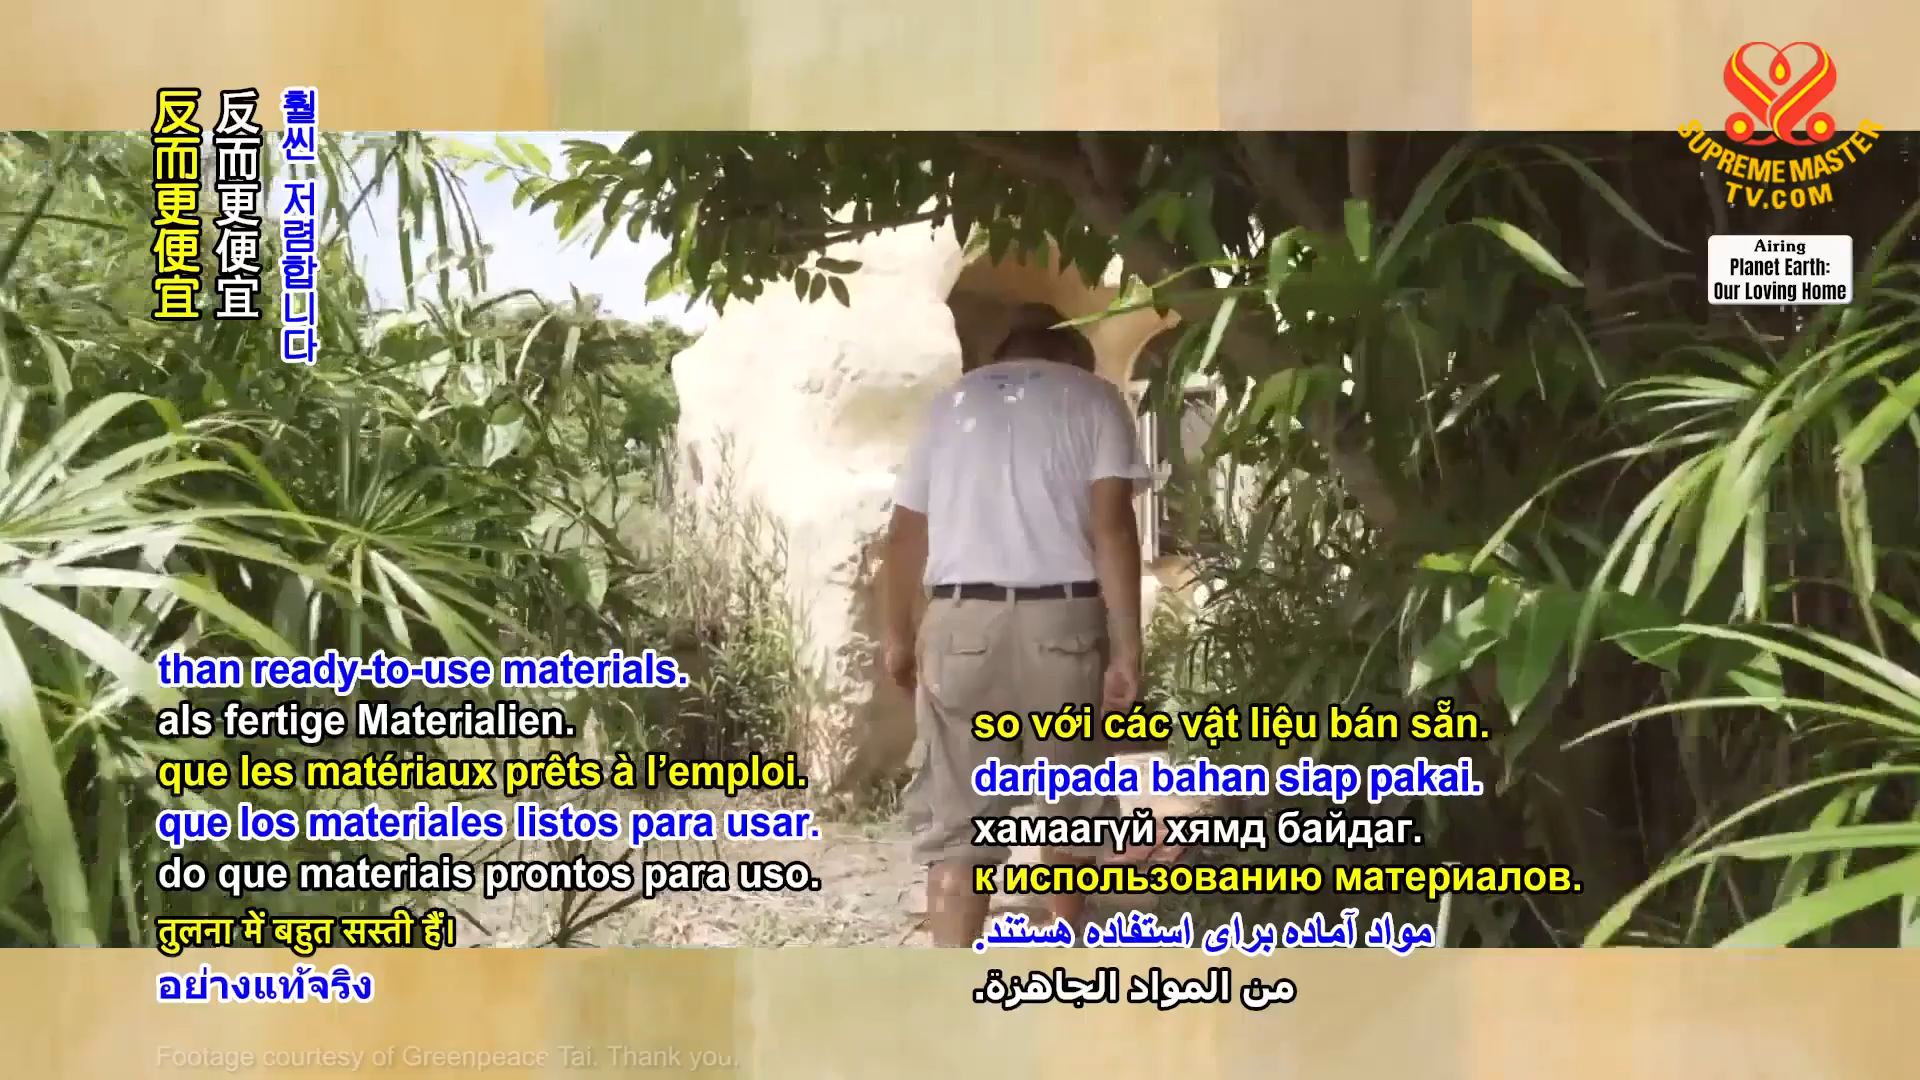 反而更便宜
反而更便宜
훨씬 저렴합니다
SUPREME MASTER
TV.COM
Airing
Planet Earth:
Our Loving Home
than ready-to-use materials.
als fertige Materialien.
que les matériaux prêts à l’emploi.
que los materiales listos para usar.
do que materiais prontos para uso.
तुलना में बहुत सस्ती हैं।
อย่างแท้จริง
so với các vật liệu bán sẵn.
daripada bahan siap pakai.
хамаагүй хямд байдаг.
к использованию материалов.
مواد آماده برای استفاده هستند.
من المواد الجاهزة.
Footage courtesy of Greenpeace Tai. Thank you.